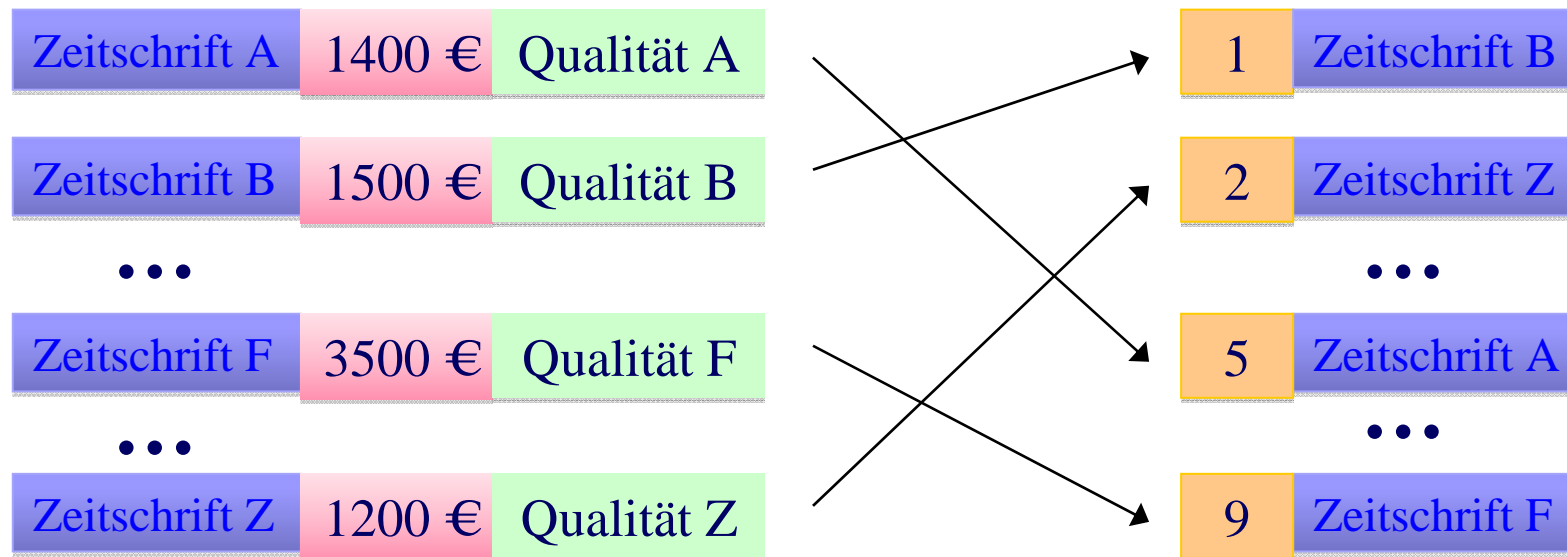 Zeitschrift A 1400 € Qualität A 1 Zeitschrift B
Zeitschrift B 1500 € Qualität B 2 Zeitschrift Z
... ...
Zeitschrift F 3500 € Qualität F 5 Zeitschrift A
... ...
Zeitschrift Z 1200 € Qualität Z 9 Zeitschrift F